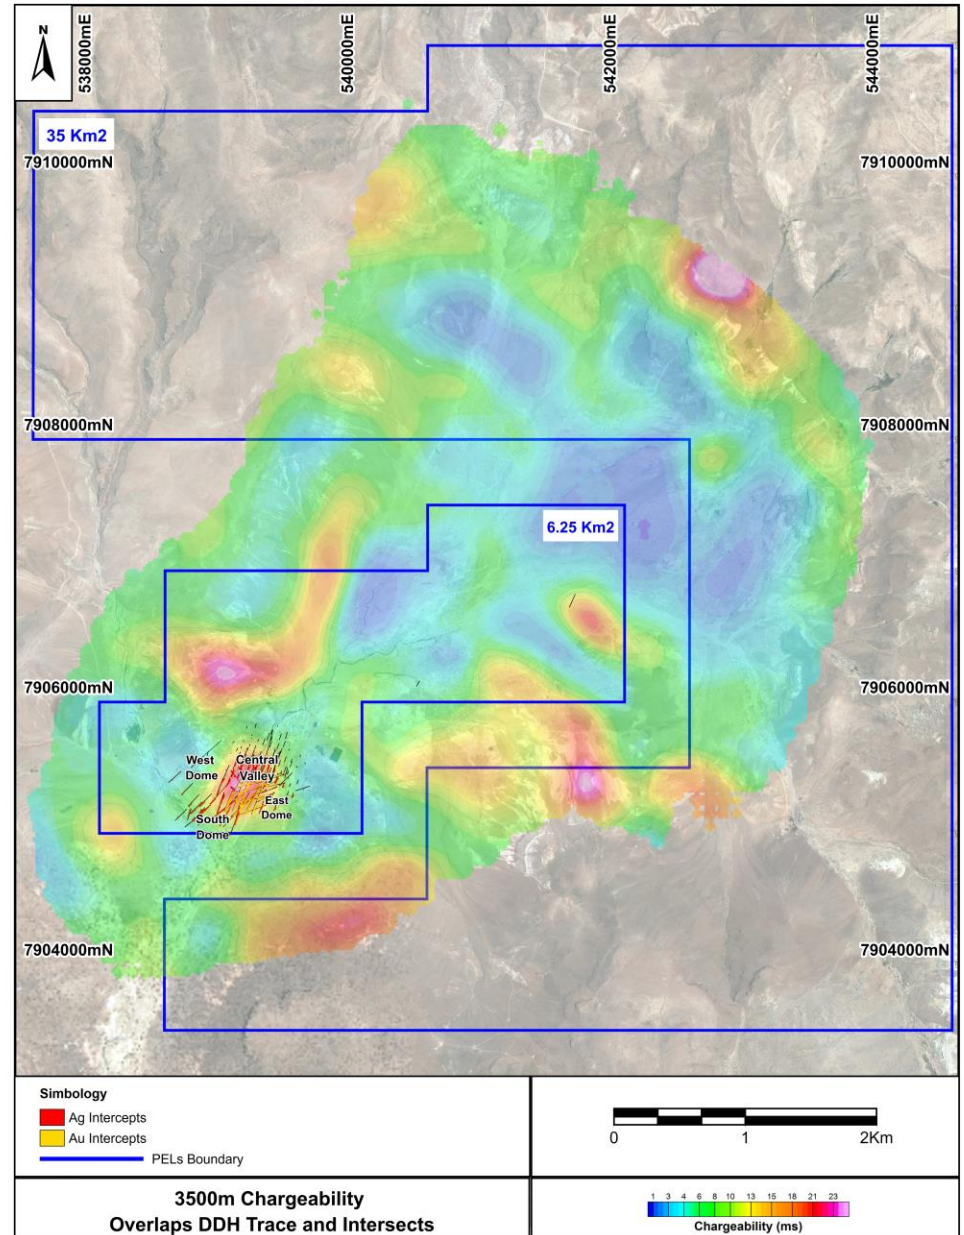 N
538000mE
540000mE
542000mE
544000mE
35 Km2
7910000mN
7910000mN
7908000mN
7908000mN
6.25 Km2
7906000mN
7906000mN
West
Dome
Central
Valley
East
Dome
South
Dome
7904000mN
7904000mN
Simbology
Ag Intercepts
Au Intercepts
PELs Boundary
0 1 2Km
3500m Chargeability
Overlaps DDH Trace and Intersects
1 3 4 6 8 10 13 15 18 21 23
Chargeability (ms)